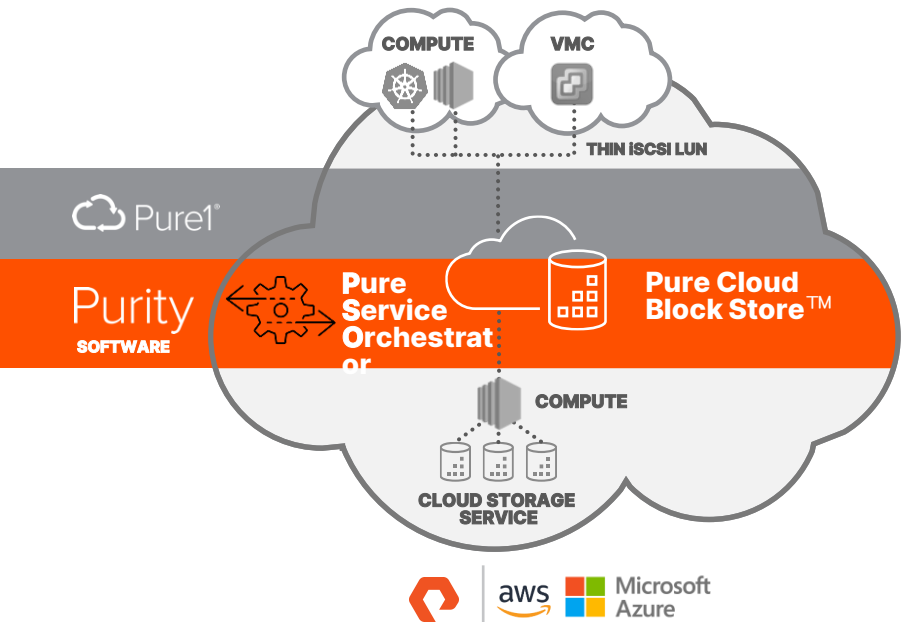 COMPUTE
VMC
THIN iSCSI LUN
Pure1®
Purity
SOFTWARE
Pure
Service
Orchestrat
or
Pure Cloud
Block Store™
COMPUTE
CLOUD STORAGE
SERVICE
aws
Microsoft
Azure